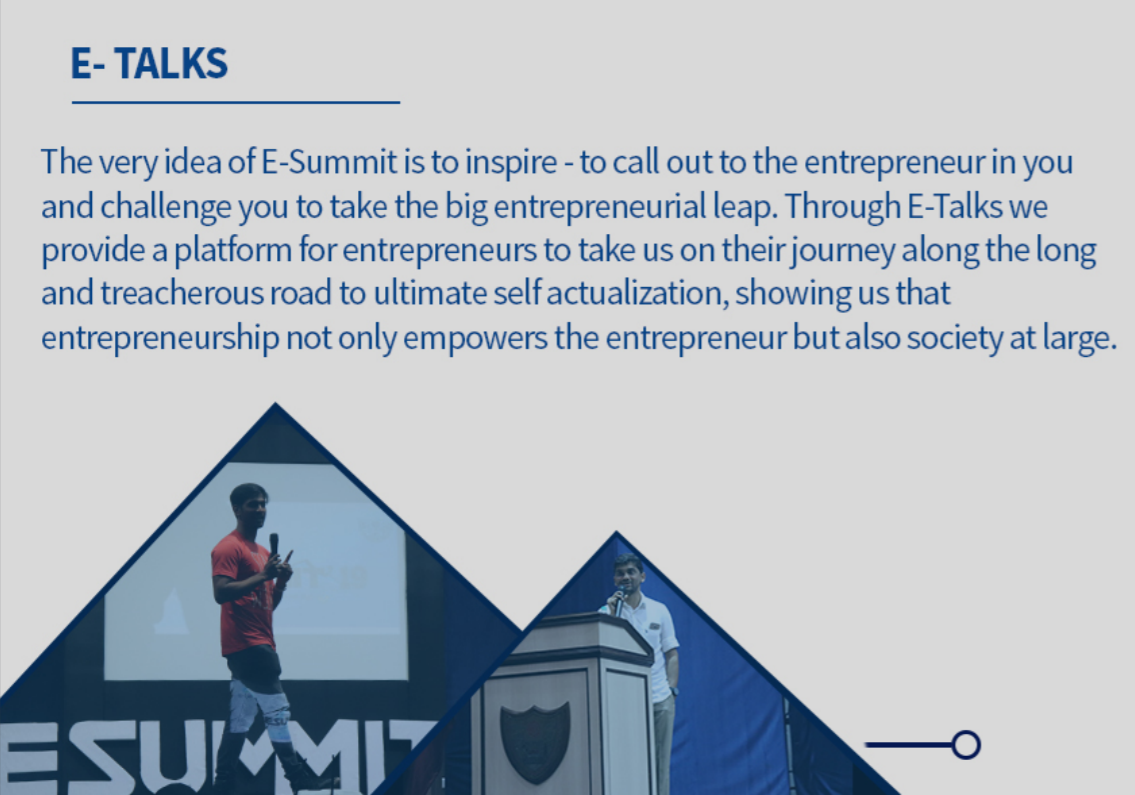 E- TALKS
The very idea of E-Summit is to inspire - to call out to the entrepreneur in you
and challenge you to take the big entrepreneurial leap. Through E-Talks we
provide a platform for entrepreneurs to take us on their journey along the long
and treacherous road to ultimate self actualization, showing us that
entrepreneurship not only empowers the entrepreneur but also society at large.
ESUMMIT